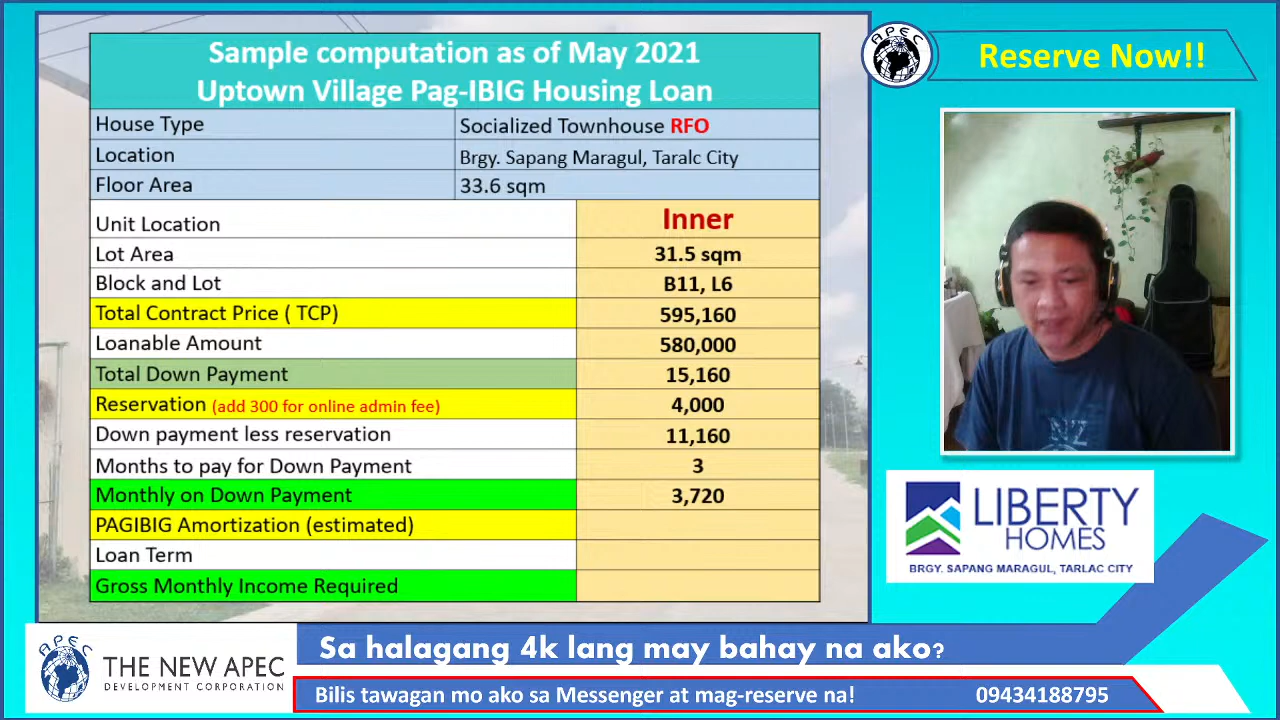 Sample computation as of May 2021
Uptown Village Pag-IBIG Housing Loan
House Type Socialized Townhouse RFO
Location Brgy. Sapang Maragul, Taralc City
Floor Area 33.6 sqm
Unit Location Inner
Lot Area 31.5 sqm
Block and Lot B11, L6
Total Contract Price ( TCP) 595,160
Loanable Amount 580,000
Total Down Payment 15,160
Reservation (add 300 for online admin fee) 4,000
Down payment less reservation 11,160
Months to pay for Down Payment 3
Monthly on Down Payment 3,720
PAGIBIG Amortization (estimated)
Loan Term
Gross Monthly Income Required
APEC
Reserve Now!!
NZ
LIBERTY
HOMES
BRGY. SAPANG MARAGUL, TARLAC CITY
APEC
THE NEW APEC
DEVELOPMENT CORPORATION
Sa halagang 4k lang may bahay na ako?
Bilis tawagan mo ako sa Messenger at mag-reserve na! 09434188795